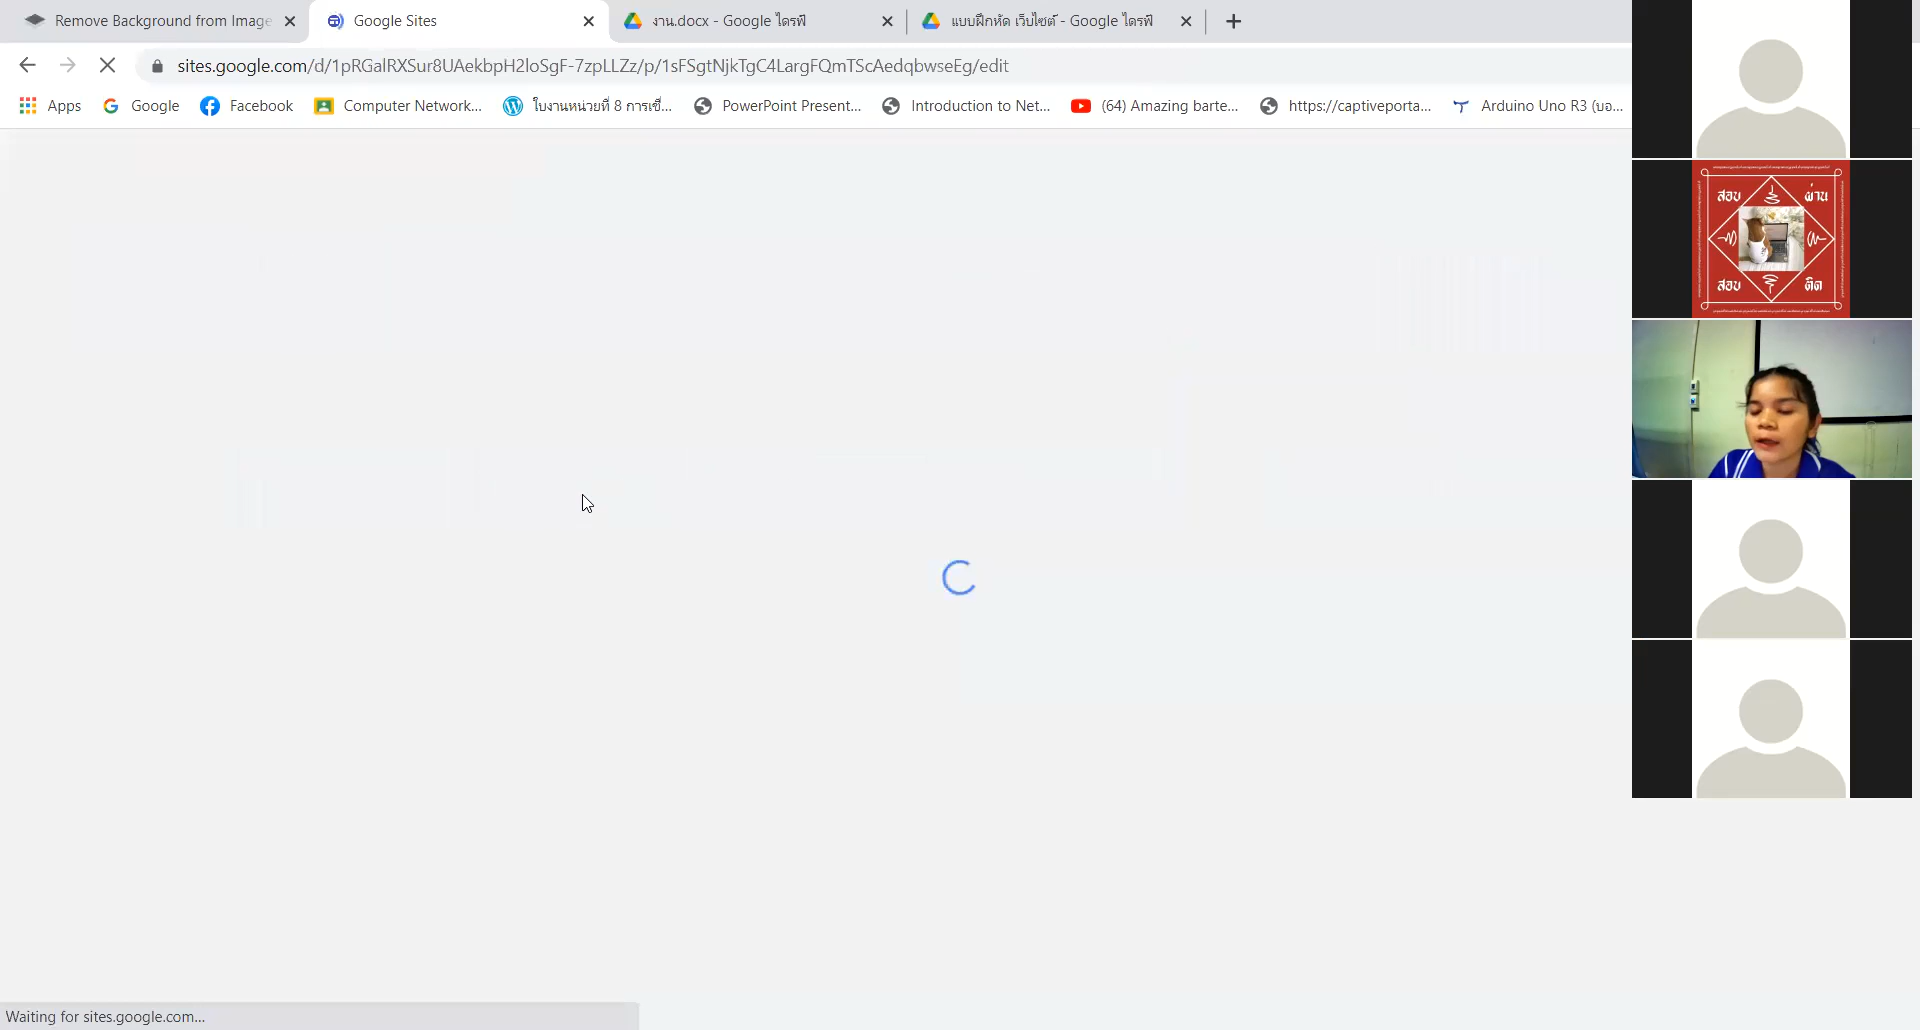 Remove Background from Image
Google Sites
งาน.docx - Google ไดรฟ์
แบบฝึกหัด เว็บไซต์ - Google ไดรฟ์
sites.google.com/d/1pRGalRXSur8UAekbpH2loSgF-7zpLLZz/p/1sFSgtNjkTgC4LargFQmTScAedqbwseEg/edit
Apps
Google
Facebook
Computer Network...
ใบงานหน่วยที่ 8 การเชื่...
PowerPoint Present...
Introduction to Net...
(64) Amazing barte...
https://captiveporta...
Arduino Uno R3 (บอ...
สอบ ผ่าน
สอบ ติด
Waiting for sites.google.com...